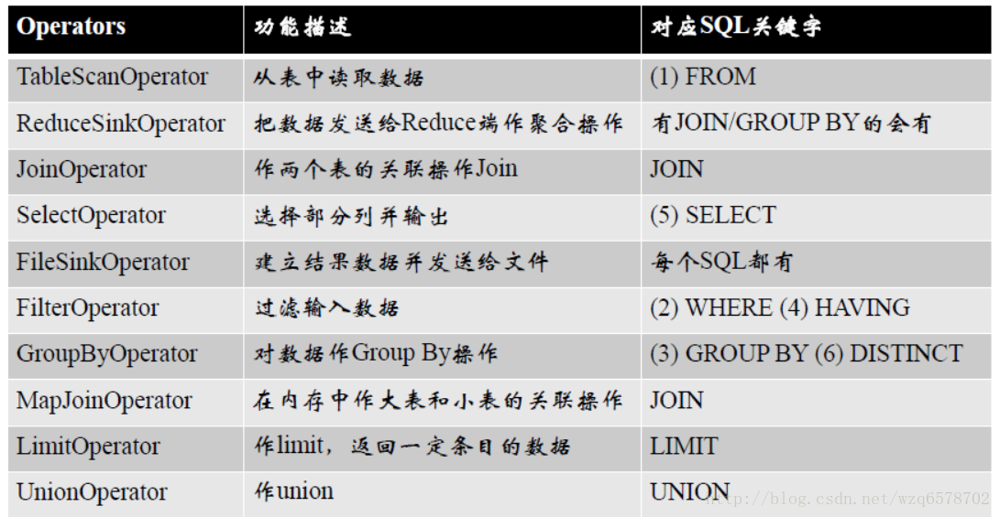 Operators 功能描述 对应SQL关键字
TableScanOperator 从表中读取数据 (1) FROM
ReduceSinkOperator 把数据发送给Reduce端作聚合操作 有JOIN/GROUP BY的会有
JoinOperator 作两个表的关联操作Join JOIN
SelectOperator 选择部分列并输出 (5) SELECT
FileSinkOperator 建立结果数据并发送给文件 每个SQL都有
FilterOperator 过滤输入数据 (2) WHERE (4) HAVING
GroupByOperator 对数据作Group By操作 (3) GROUP BY (6) DISTINCT
MapJoinOperator 在内存中作大表和小表的关联操作 JOIN
LimitOperator 作limit，返回一定条目的数据 LIMIT
UnionOperator 作union UNION
http://blog.csdn.net/wzq6578702